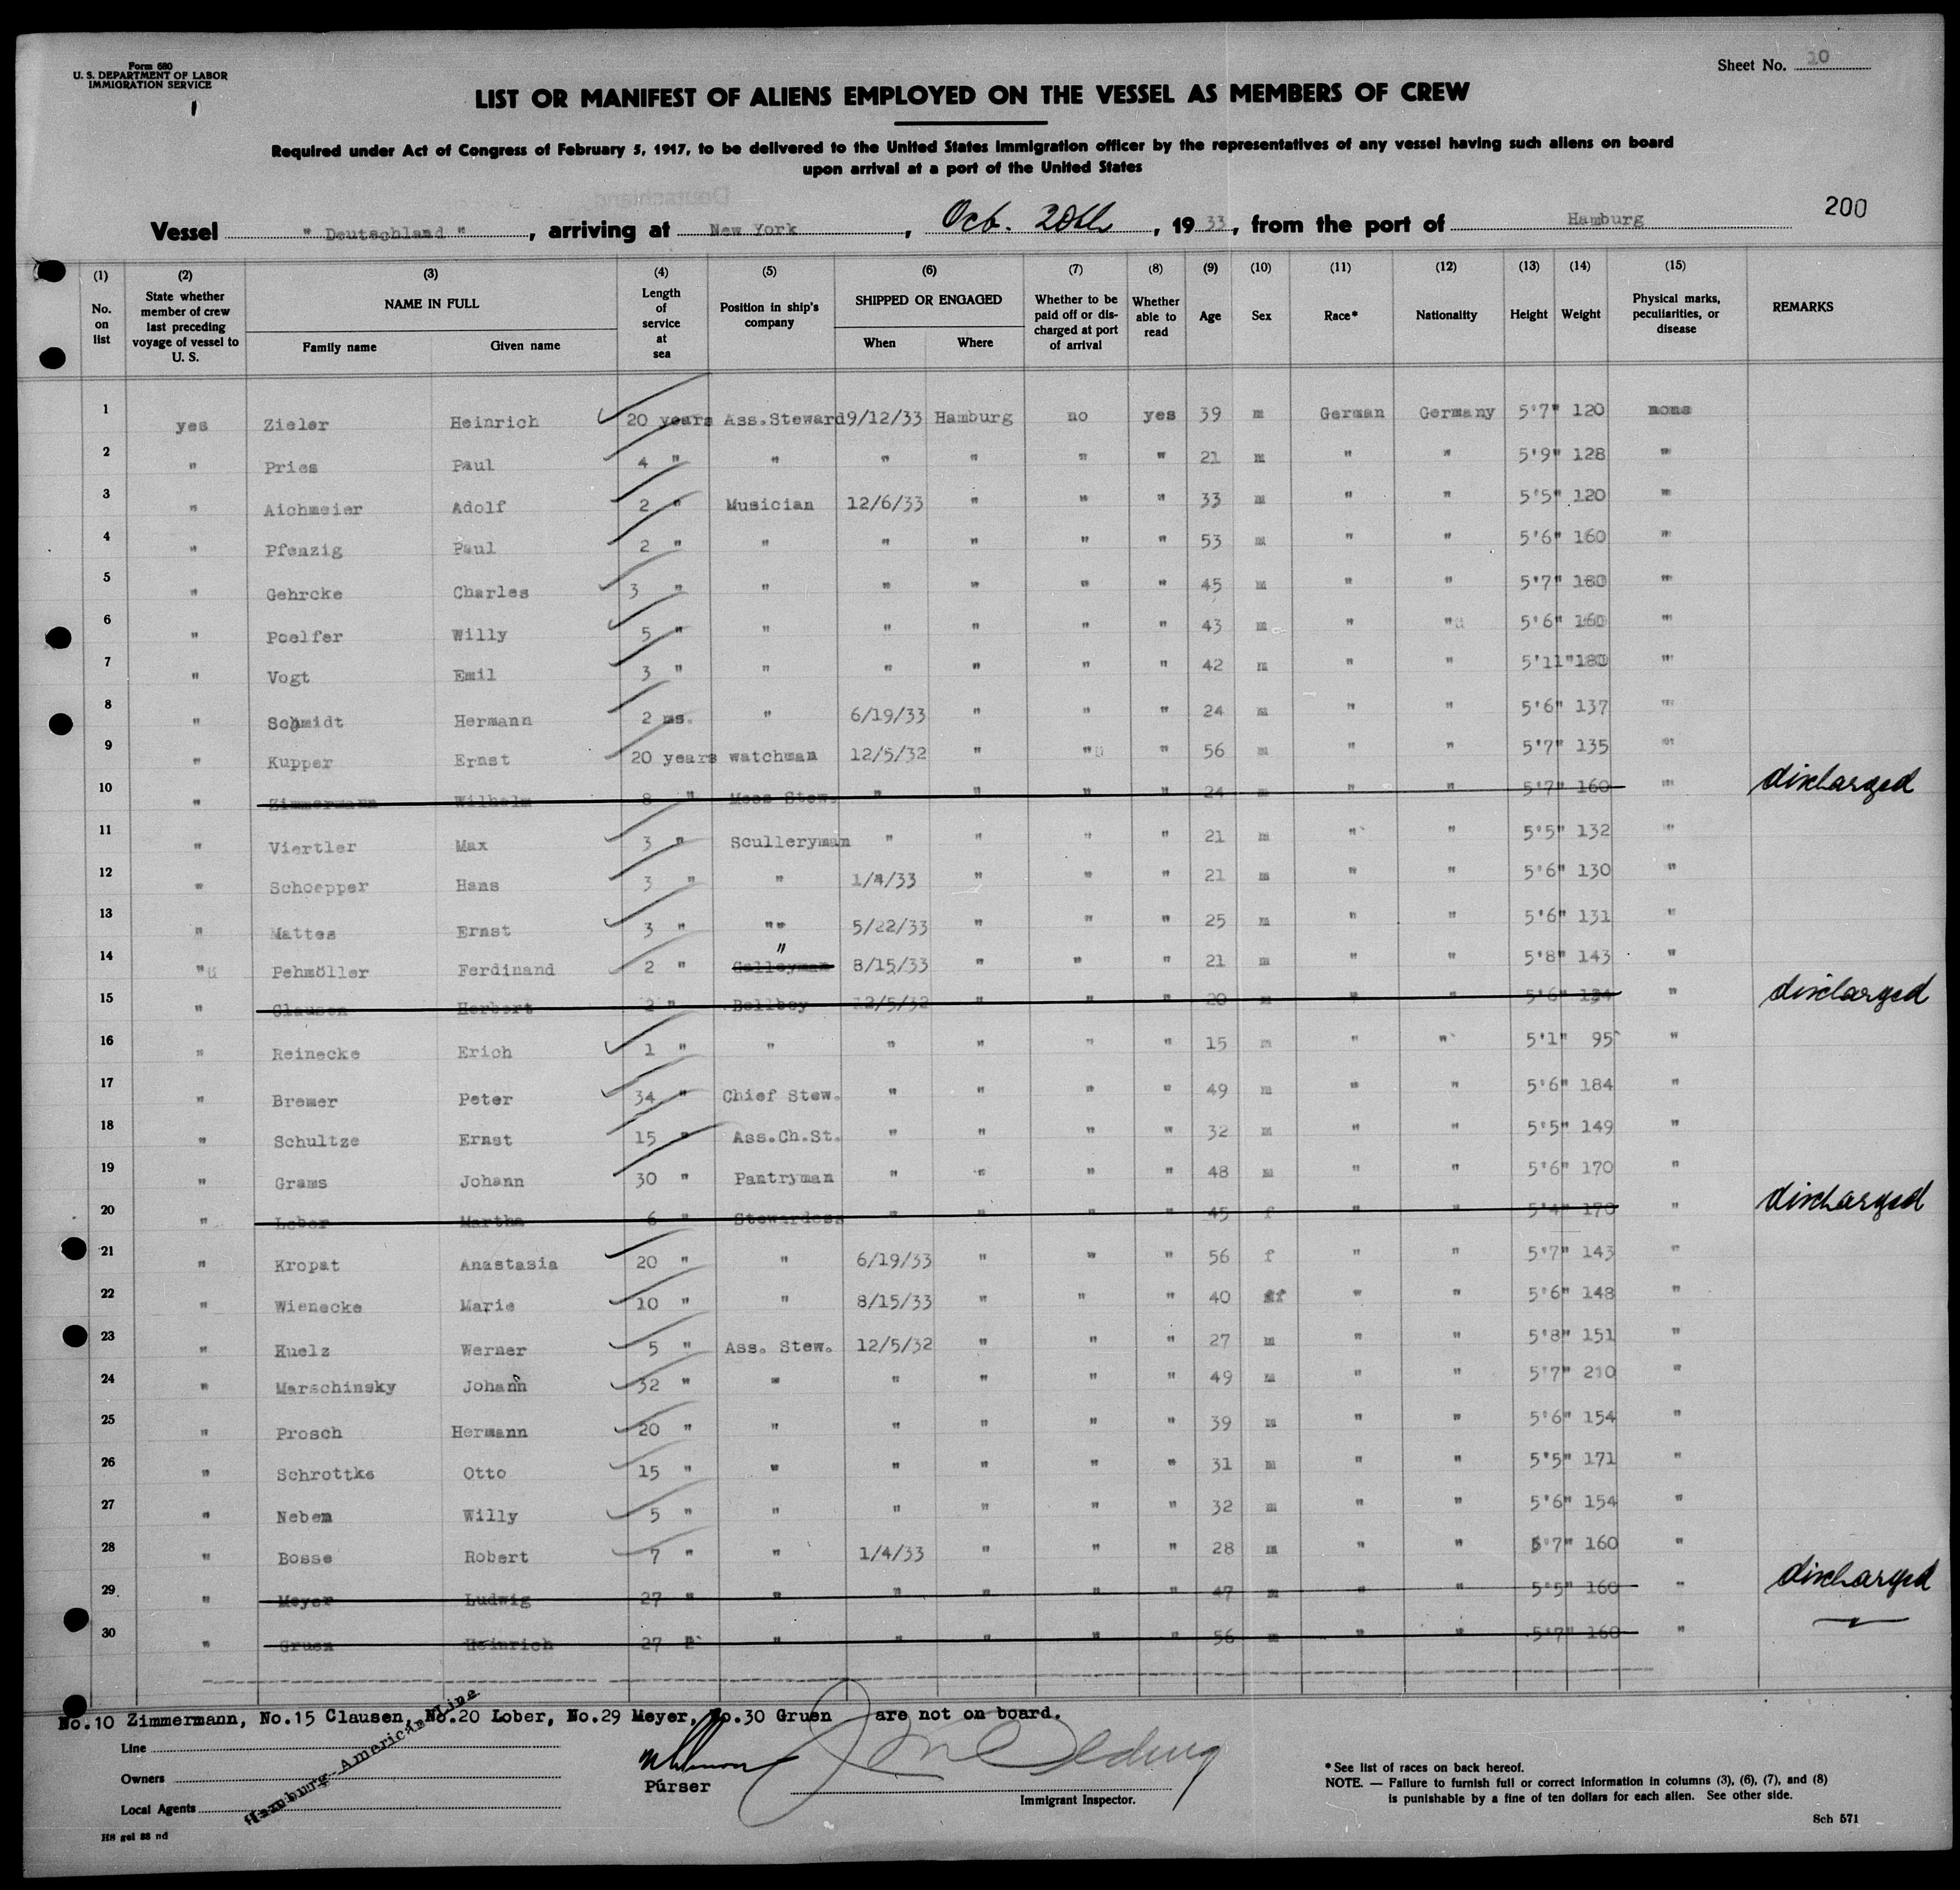 Form 680
U. S. DEPARTMENT OF LABOR
IMMIGRATION SERVICE
Sheet No. 10
LIST OR MANIFEST OF ALIENS EMPLOYED ON THE VESSEL AS MEMBERS OF CREW
Required under Act of Congress of February 5, 1917, to be delivered to the United States Immigration officer by the representatives of any vessel having such aliens on board
upon arrival at a port of the United States
200
Vessel " Deutschland " , arriving at New York , Oct. 20th , 19 33 , from the port of Hamburg
(1) No. on list (2) State whether member of crew last preceding voyage of vessel to U. S. (3) NAME IN FULL Family name Given name (4) Length of service at sea (5) Position in ship's company (6) SHIPPED OR ENGAGED When Where (7) Whether to be paid off or discharged at port of arrival (8) Whether able to read (9) Age (10) Sex (11) Race* (12) Nationality (13) Height (14) Weight (15) Physical marks, peculiarities, or disease REMARKS
1 yes Zieler Heinrich 20 years Ass.Steward 9/12/33 Hamburg no yes 39 m German Germany 5'7" 120 none
2 " Pries Paul 4 " " " " " " 21 m " " 5'9" 128 "
3 " Aichmeier Adolf 2 " Musician 12/6/33 " " " 33 m " " 5'5" 120 "
4 " Pfenzig Paul 2 " " " " " " 53 m " " 5'6" 160 "
5 " Gehrcke Charles 3 " " " " " " 45 m " " 5'7" 180 "
6 " Poelfer Willy 5 " " " " " " 43 m " " 5'6" 160 "
7 " Vogt Emil 3 " " " " " " 42 m " " 5'11" 180 "
8 " Schmidt Hermann 2 ms. " 6/19/33 " " " 24 m " " 5'6" 137 "
9 " Kupper Ernst 20 years watchman 12/5/32 " " " 56 m " " 5'7" 135 "
10 " Zimmermann Wilhelm 8 " Mess Stew. " " " " 24 m " " 5'7" 160 " discharged
11 " Viertler Max 3 " Sculleryman " " " " 21 m " " 5'5" 132 "
12 " Schoepper Hans 3 " " 1/4/33 " " " 21 m " " 5'6" 130 "
13 " Mattes Ernst 3 " "" 5/22/33 " " " 25 m " " 5'6" 131 "
14 " Pehmöller Ferdinand 2 " " Galleyman 8/15/33 " " " 21 m " " 5'8" 143 "
15 " Clausen Herbert 2 " Bellboy 12/5/32 " " " 20 m " " 5'6" 134 " discharged
16 " Reinecke Erich 1 " " " " " " 15 m " " 5'1" 95 "
17 " Bremer Peter 34 " Chief Stew. " " " " 49 m " " 5'6" 184 "
18 " Schultze Ernst 15 " Ass.Ch.St. " " " " 32 m " " 5'5" 149 "
19 " Grams Johann 30 " Pantryman " " " " 48 m " " 5'6" 170 "
20 " Lober Martha 6 " Stewardess " " " " 45 f " " 5'4" 170 " discharged
21 " Kropat Anastasia 20 " " 6/19/33 " " " 56 f " " 5'7" 143 "
22 " Wienecke Marie 10 " " 8/15/33 " " " 40 f " " 5'6" 148 "
23 " Kuelz Werner 5 " Ass. Stew. 12/5/32 " " " 27 m " " 5'8" 151 "
24 " Marschinsky Johann 32 " " " " " " 49 m " " 5'7" 210 "
25 " Prosch Hermann 20 " " " " " " 39 m " " 5'6" 154 "
26 " Schrottke Otto 15 " " " " " " 31 m " " 5'5" 171 "
27 " Neben Willy 5 " " " " " " 32 m " " 5'6" 154 "
28 " Bosse Robert 7 " " 1/4/33 " " " 28 m " " 5'7" 160 "
29 " Meyer Ludwig 27 " " " " " " 47 m " " 5'5" 160 " discharged
30 " Gruen Heinrich 27 " " " " " " 56 m " " 5'7" 160 "
No.10 Zimmermann, No.15 Clausen, No.20 Lober, No.29 Meyer, No.30 Gruen are not on board.
Line
Owners
Local Agents
Hamburg-American Line
Purser
Immigrant Inspector.
*See list of races on back hereof.
NOTE. — Failure to furnish full or correct information in columns (3), (6), (7), and (8)
is punishable by a fine of ten dollars for each alien. See other side.
Sch 571